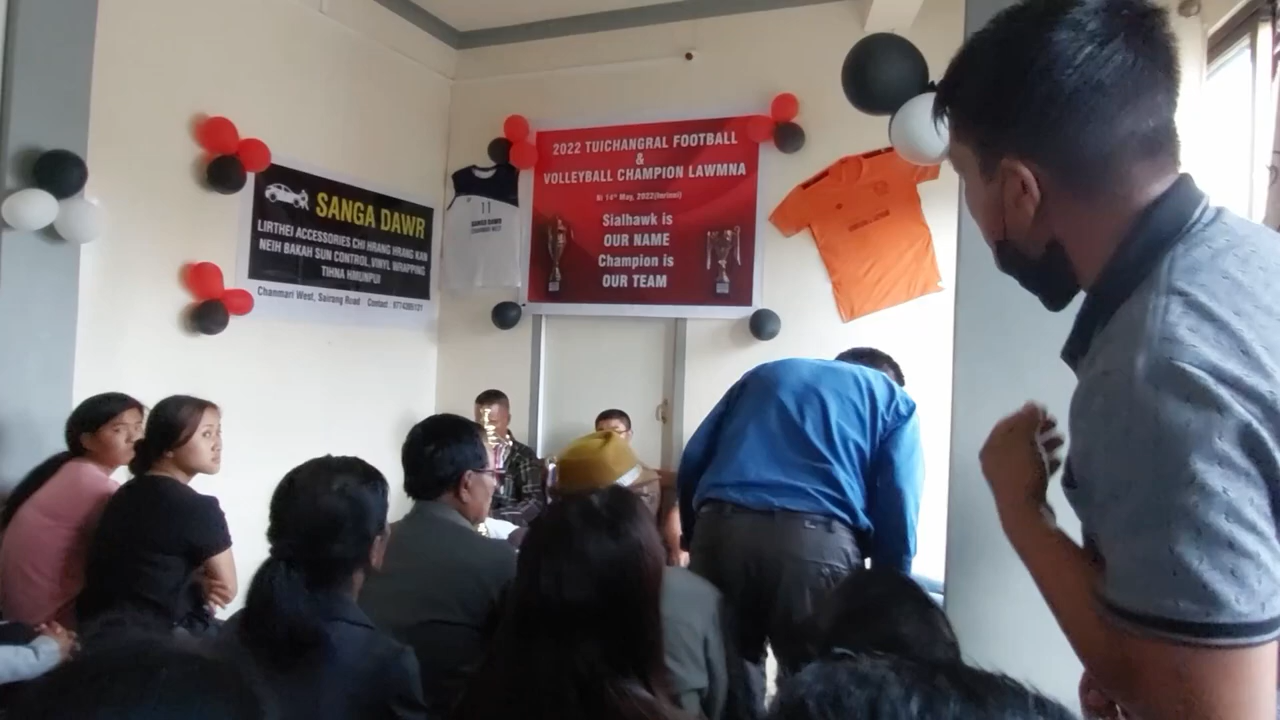 SANGA DAWR
LIRTHEI ACCESSORIES CHI HRANG HRANG KAN
NEIH BAKAH SUN CONTROL,VINYL WRAPPING
TIHNA HMUNPUI
Chanmari West, Sairang Road Contact
11
SANGA DAWR
CHANMARI WEST
2022 TUICHANGRAL FOOTBALL
&
VOLLEYBALL CHAMPION LAWMNA
Ni 14th May, 2022(Inrinni)
Sialhawk is
OUR NAME
Champion is
OUR TEAM